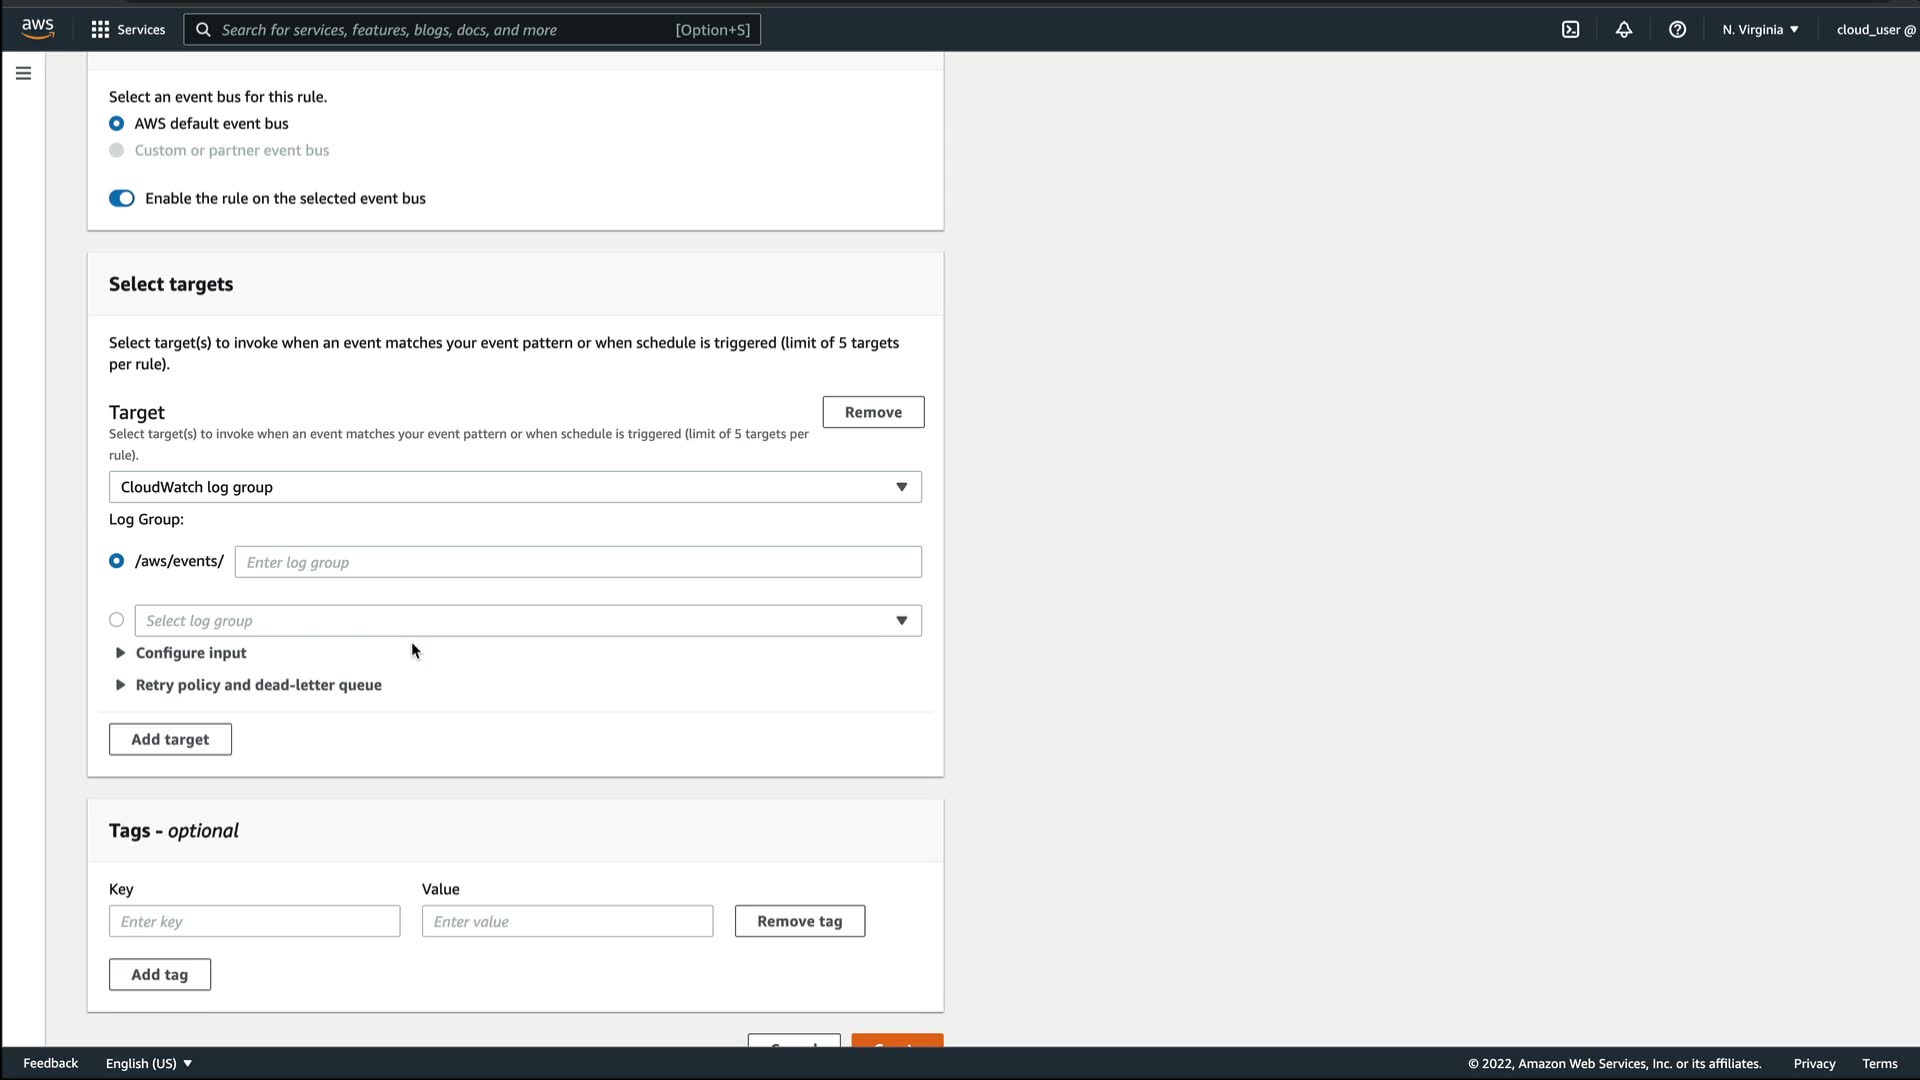 aws
Services
Search for services, features, blogs, docs, and more
[Option+S]
N. Virginia
cloud_user @
Select an event bus for this rule.
AWS default event bus
Custom or partner event bus
Enable the rule on the selected event bus
Select targets
Select target(s) to invoke when an event matches your event pattern or when schedule is triggered (limit of 5 targets
per rule).
Target
Remove
Select target(s) to invoke when an event matches your event pattern or when schedule is triggered (limit of 5 targets per
rule).
CloudWatch log group
Log Group:
/aws/events/
Enter log group
Select log group
Configure input
Retry policy and dead-letter queue
Add target
Tags - optional
Key
Value
Enter key
Enter value
Remove tag
Add tag
Feedback
English (US)
© 2022, Amazon Web Services, Inc. or its affiliates.
Privacy
Terms